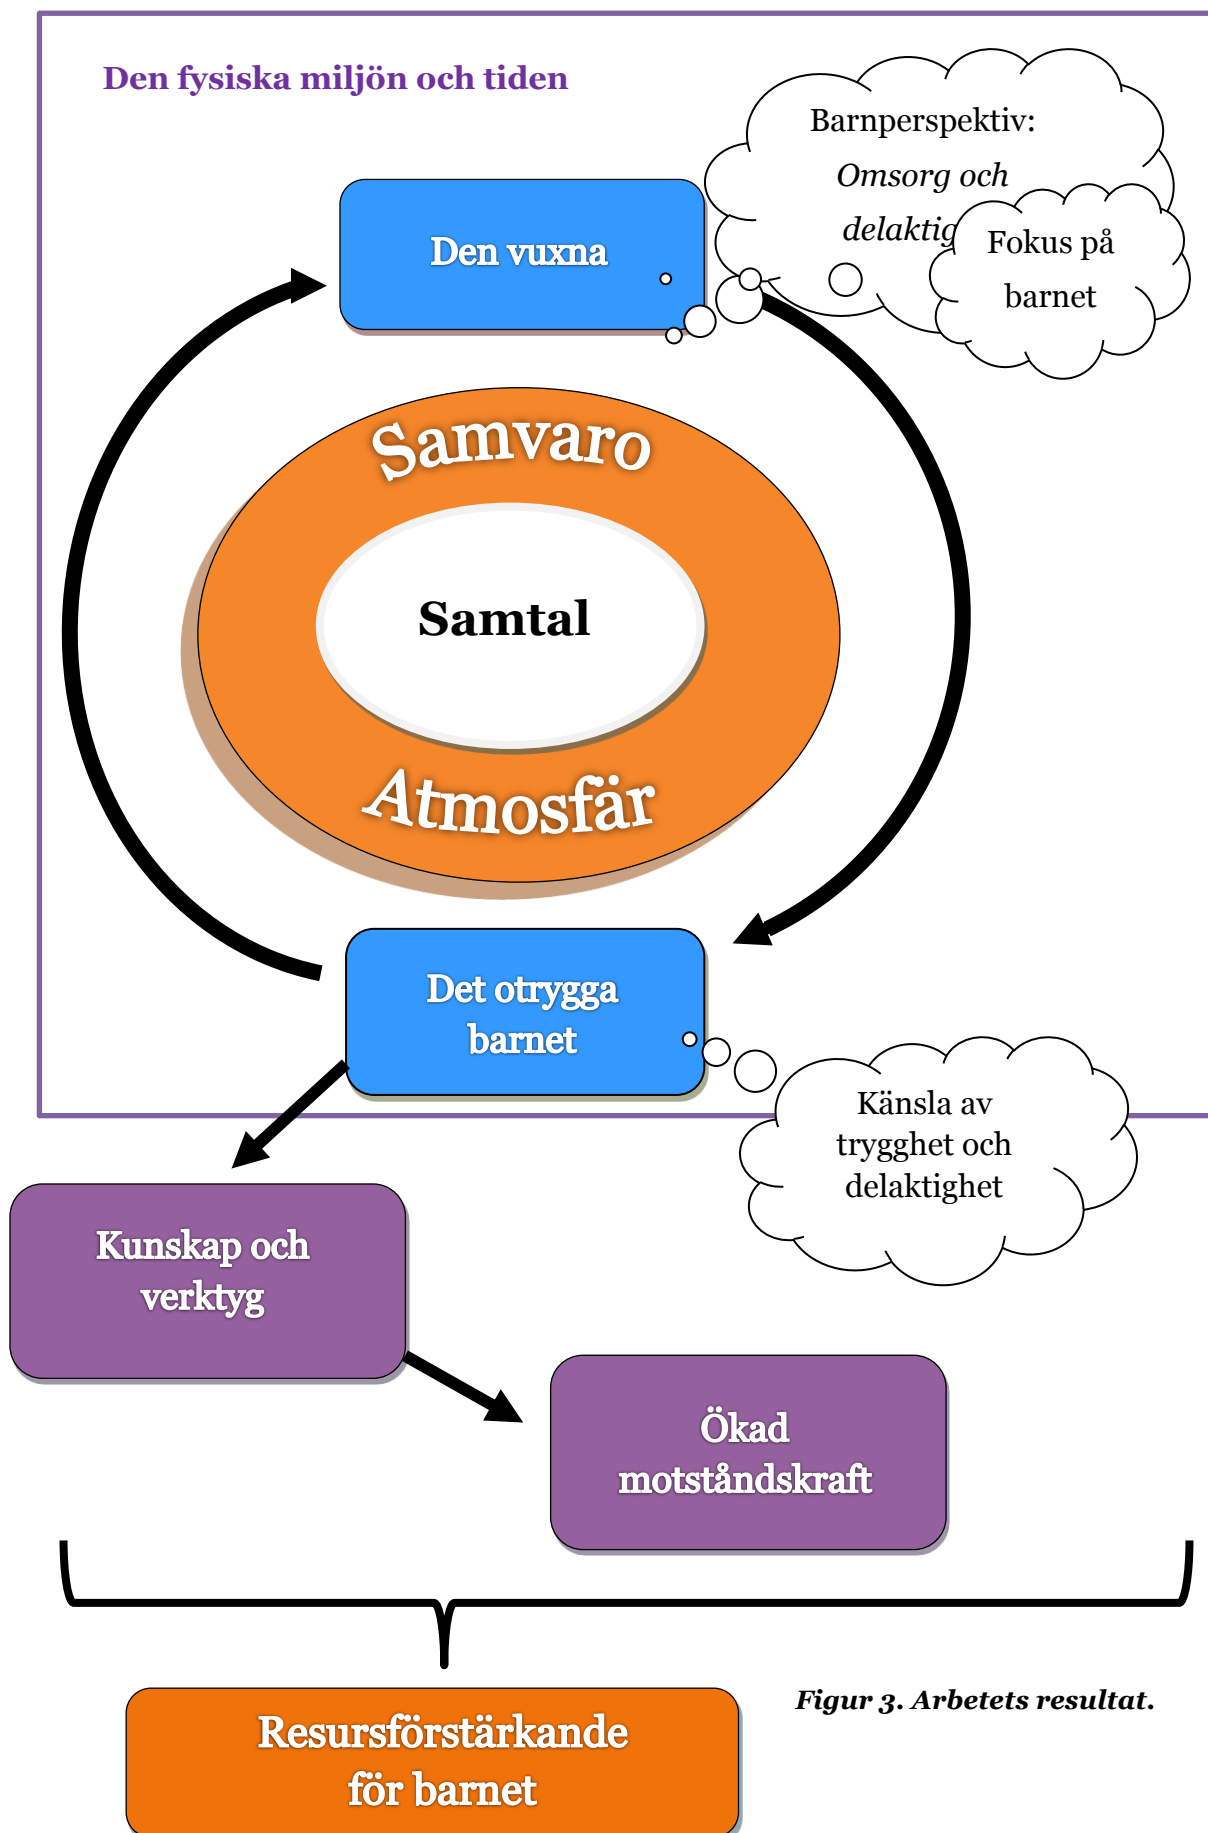 Den fysiska miljön och tiden
Barnperspektiv:
Omsorg och
Fokus på
barnet
Den vuxna
Samvaro
Samtal
Atmosfär
Det otrygga
barnet
Känsla av
trygghet och
delaktighet
Kunskap och
verktyg
Ökad
motståndskraft
Figur 3. Arbetets resultat.
Resursförstärkande
för barnet